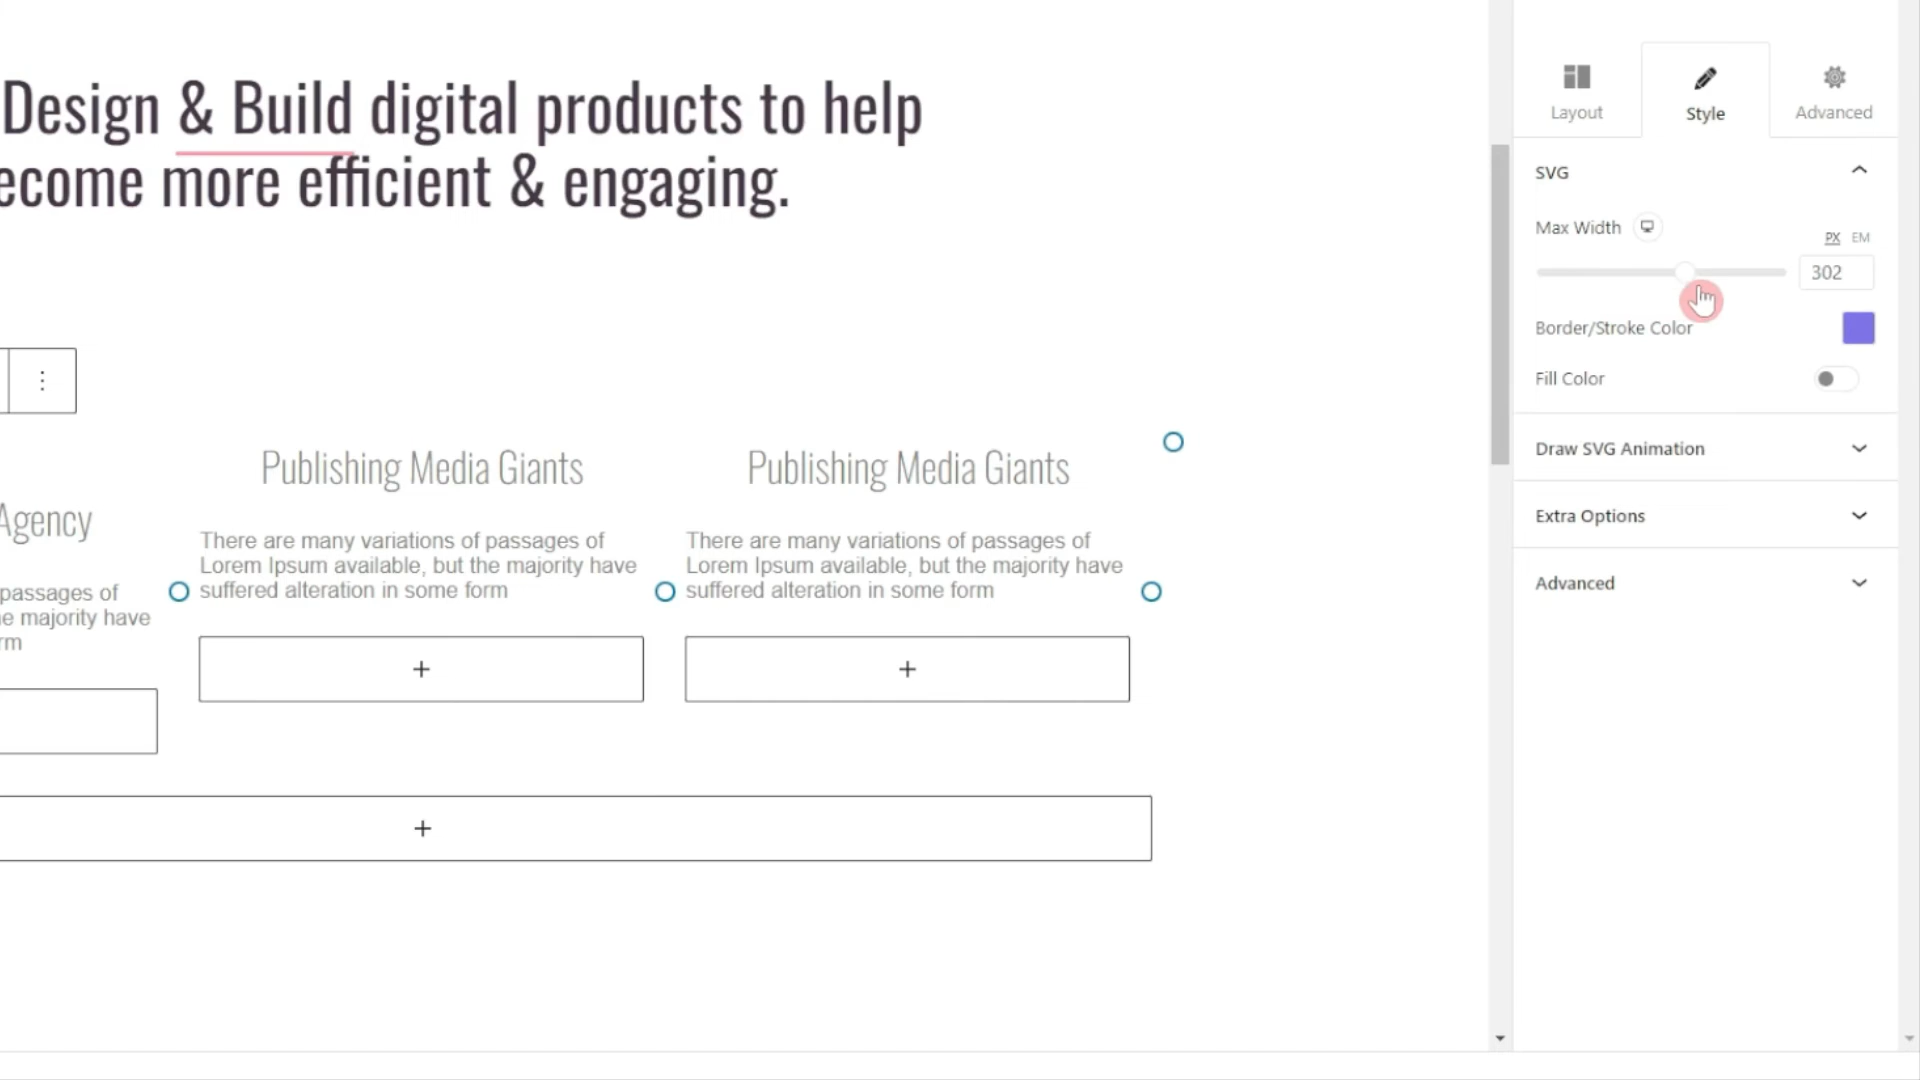 Design & Build digital products to help
ecome more efficient & engaging.
Agency
passages of
e majority have
rm
Publishing Media Giants
There are many variations of passages of
Lorem Ipsum available, but the majority have
suffered alteration in some form
+
Publishing Media Giants
There are many variations of passages of
Lorem Ipsum available, but the majority have
suffered alteration in some form
+
+
Layout
Style
Advanced
SVG
Max Width
PX EM
302
Border/Stroke Color
Fill Color
Draw SVG Animation
Extra Options
Advanced